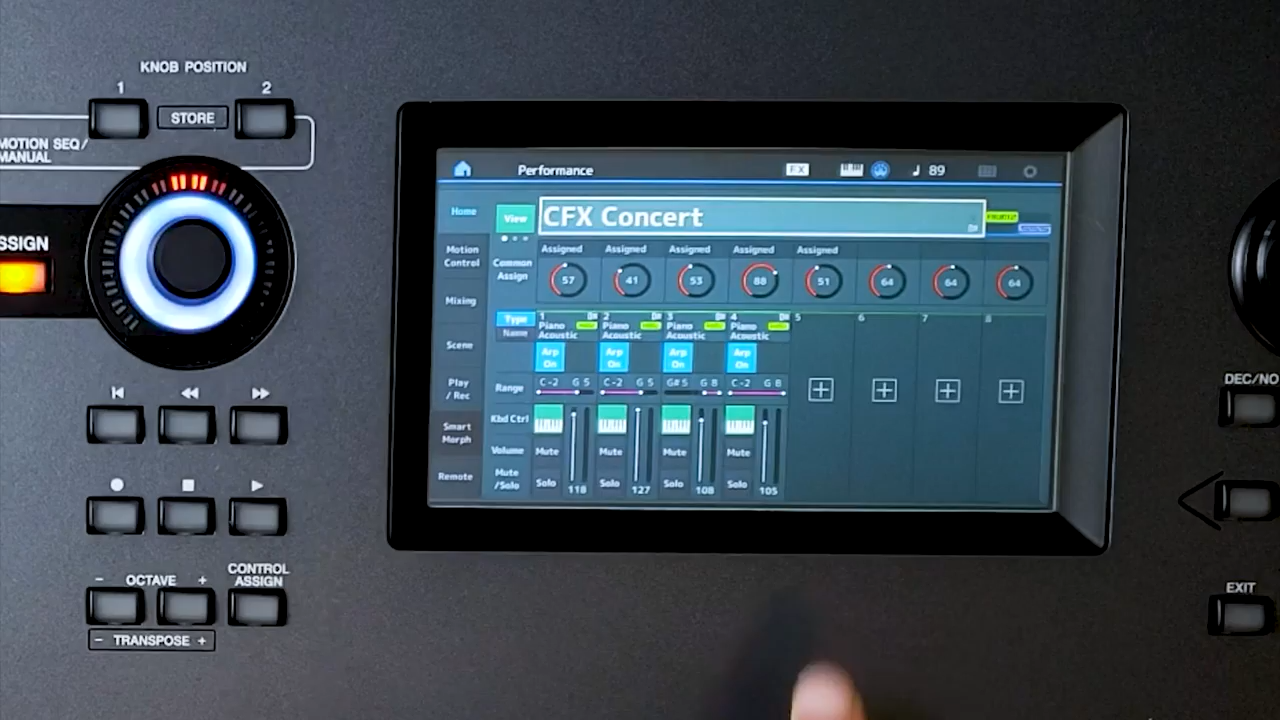 KNOB POSITION
1 2
STORE
MOTION SEQ/
MANUAL
SSIGN
OCTAVE
- +
CONTROL
ASSIGN
- TRANSPOSE +
Performance
FX
89
Home
View
CFX Concert
Motion
Control
Common
Assign
Assigned Assigned Assigned Assigned Assigned
57 41 53 88 51 64 64 64
Mixing
Type
Name
1 2 3 4 5 6 7 8
Piano Piano Piano Piano
Acoustic Acoustic Acoustic Acoustic
Scene
Arp Arp Arp Arp
On On On On
Play
/ Rec
Range
C -2 G 5 C -2 G 5 G# 5 G 8 C -2 G 8
Smart
Morph
Kbd Ctrl
Volume
Mute Mute Mute Mute
Remote
Mute
/Solo
Solo Solo Solo Solo
118 127 108 105
DEC/NO
EXIT